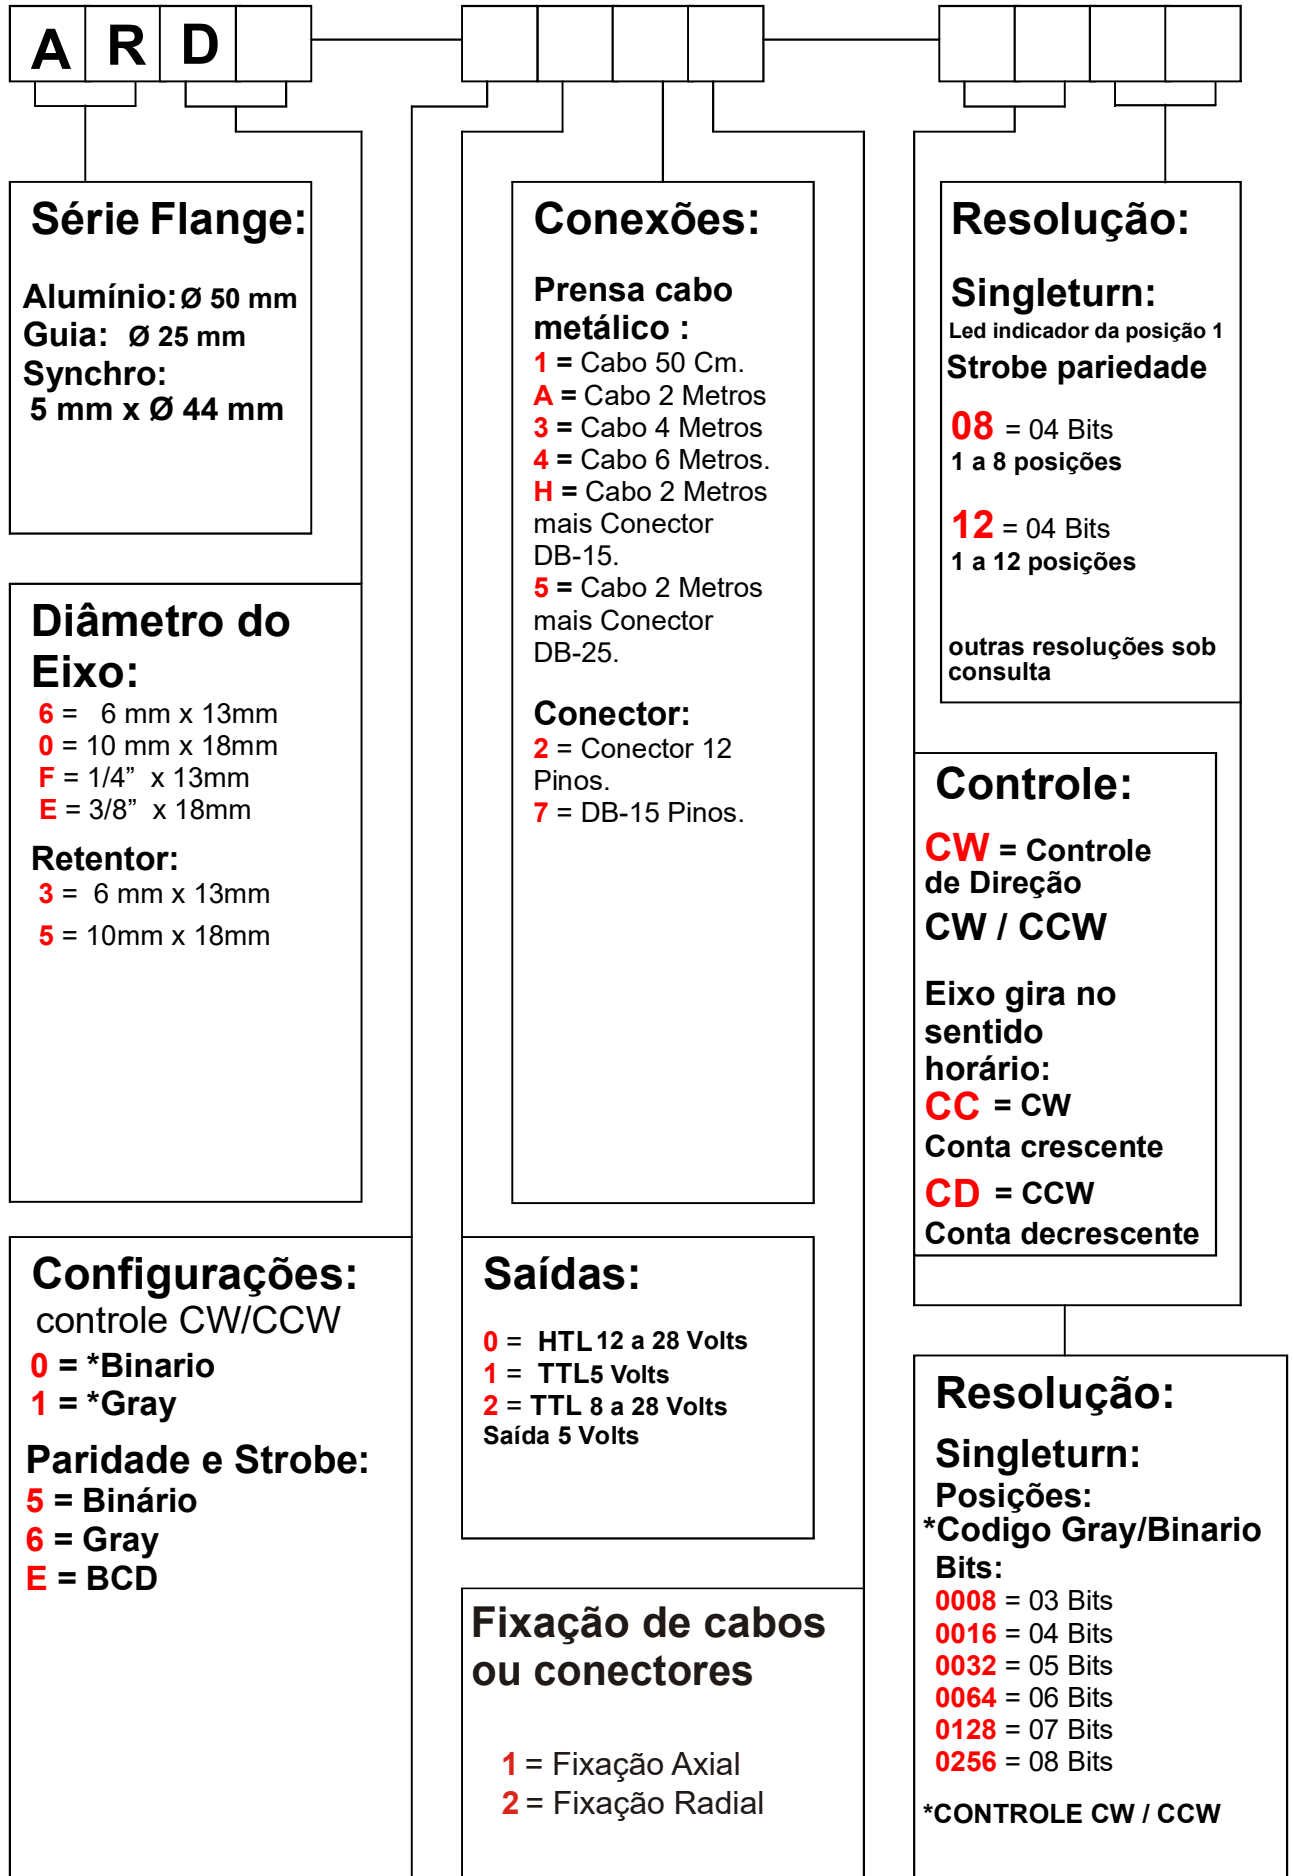 A R D
Série Flange:
Alumínio: Ø 50 mm
Guia: Ø 25 mm
Synchro:
5 mm x Ø 44 mm
Diâmetro do
Eixo:
6 = 6 mm x 13mm
0 = 10 mm x 18mm
F = 1/4” x 13mm
E = 3/8” x 18mm
Retentor:
3 = 6 mm x 13mm
5 = 10mm x 18mm
Configurações:
controle CW/CCW
0 = *Binario
1 = *Gray
Paridade e Strobe:
5 = Binário
6 = Gray
E = BCD
Conexões:
Prensa cabo
metálico :
1 = Cabo 50 Cm.
A = Cabo 2 Metros
3 = Cabo 4 Metros
4 = Cabo 6 Metros.
H = Cabo 2 Metros
mais Conector
DB-15.
5 = Cabo 2 Metros
mais Conector
DB-25.
Conector:
2 = Conector 12
Pinos.
7 = DB-15 Pinos.
Saídas:
0 = HTL 12 a 28 Volts
1 = TTL5 Volts
2 = TTL 8 a 28 Volts
Saída 5 Volts
Fixação de cabos
ou conectores
1 = Fixação Axial
2 = Fixação Radial
Resolução:
Singleturn:
Led indicador da posição 1
Strobe pariedade
08 = 04 Bits
1 a 8 posições
12 = 04 Bits
1 a 12 posições
outras resoluções sob
consulta
Controle:
CW = Controle
de Direção
CW / CCW
Eixo gira no
sentido
horário:
CC = CW
Conta crescente
CD = CCW
Conta decrescente
Resolução:
Singleturn:
Posições:
*Codigo Gray/Binario
Bits:
0008 = 03 Bits
0016 = 04 Bits
0032 = 05 Bits
0064 = 06 Bits
0128 = 07 Bits
0256 = 08 Bits
*CONTROLE CW / CCW